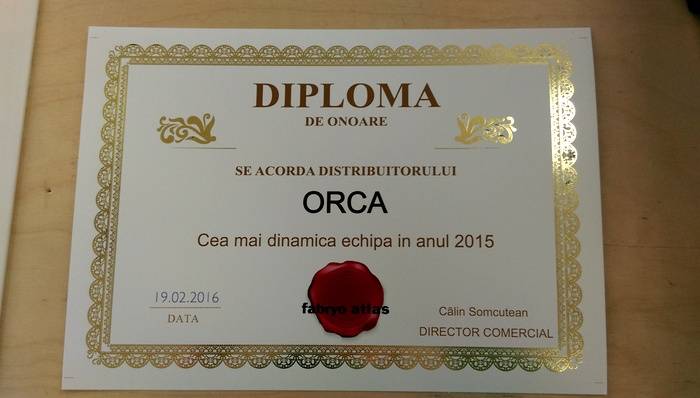 DIPLOMA
DE ONOARE
SE ACORDA DISTRIBUITORULUI
ORCA
Cea mai dinamica echipa in anul 2015
19.02.2016
DATA
fabryo atlas
Călin Somcutean
DIRECTOR COMERCIAL